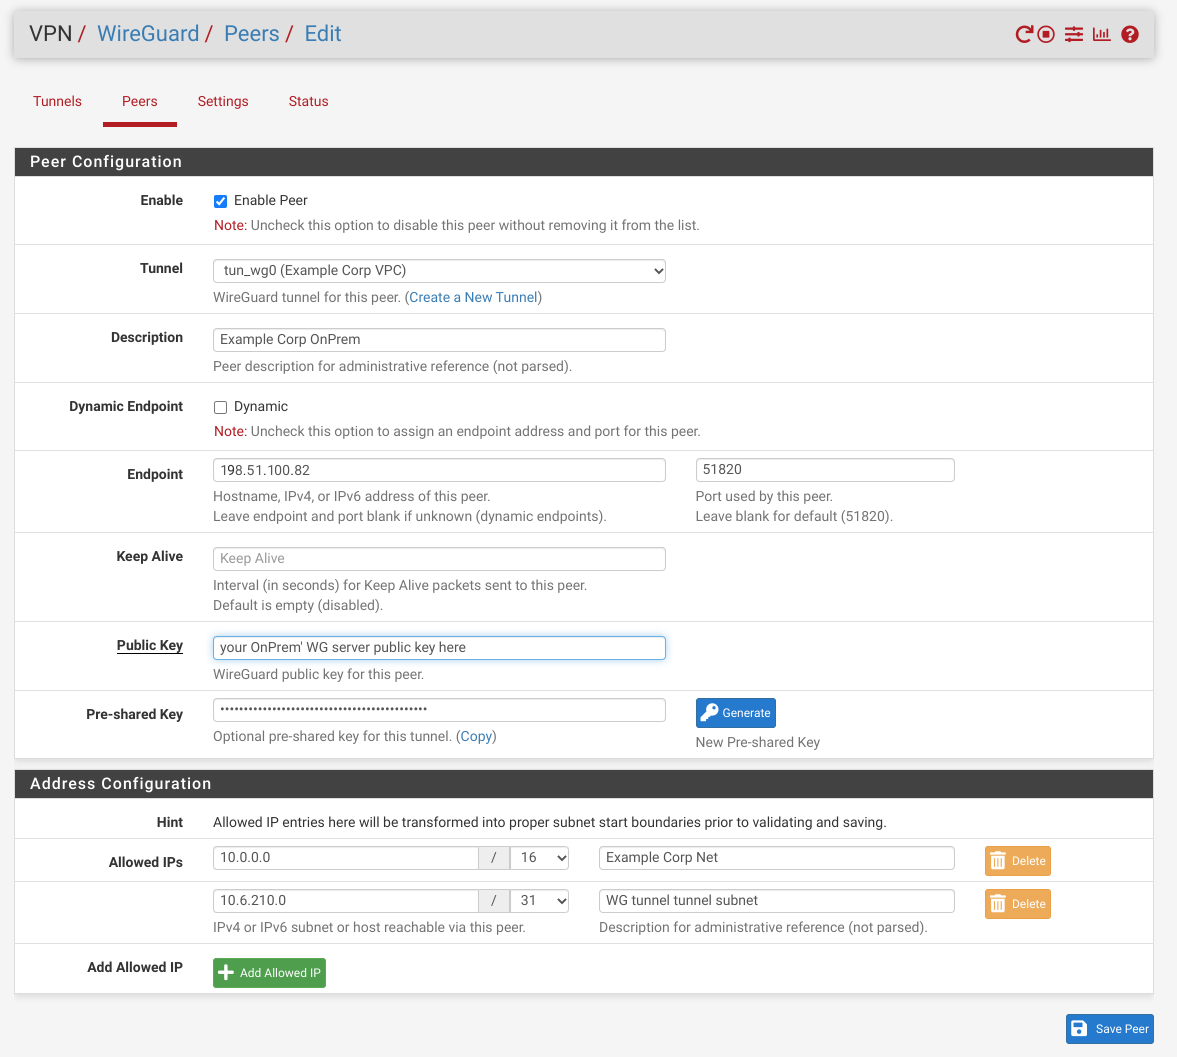 VPN / WireGuard / Peers / Edit
Tunnels Peers Settings Status
Peer Configuration
Enable Enable Peer
Note: Uncheck this option to disable this peer without removing it from the list.
Tunnel tun_wg0 (Example Corp VPC)
WireGuard tunnel for this peer. (Create a New Tunnel)
Description Example Corp OnPrem
Peer description for administrative reference (not parsed).
Dynamic Endpoint Dynamic
Note: Uncheck this option to assign an endpoint address and port for this peer.
Endpoint 198.51.100.82 51820
Hostname, IPv4, or IPv6 address of this peer. Port used by this peer.
Leave endpoint and port blank if unknown (dynamic endpoints). Leave blank for default (51820).
Keep Alive Keep Alive
Interval (in seconds) for Keep Alive packets sent to this peer.
Default is empty (disabled).
Public Key your OnPrem' WG server public key here
WireGuard public key for this peer.
Pre-shared Key Generate
Optional pre-shared key for this tunnel. (Copy) New Pre-shared Key
Address Configuration
Hint Allowed IP entries here will be transformed into proper subnet start boundaries prior to validating and saving.
Allowed IPs 10.0.0.0 / 16 Example Corp Net Delete
10.6.210.0 / 31 WG tunnel tunnel subnet Delete
IPv4 or IPv6 subnet or host reachable via this peer. Description for administrative reference (not parsed).
Add Allowed IP Add Allowed IP
Save Peer